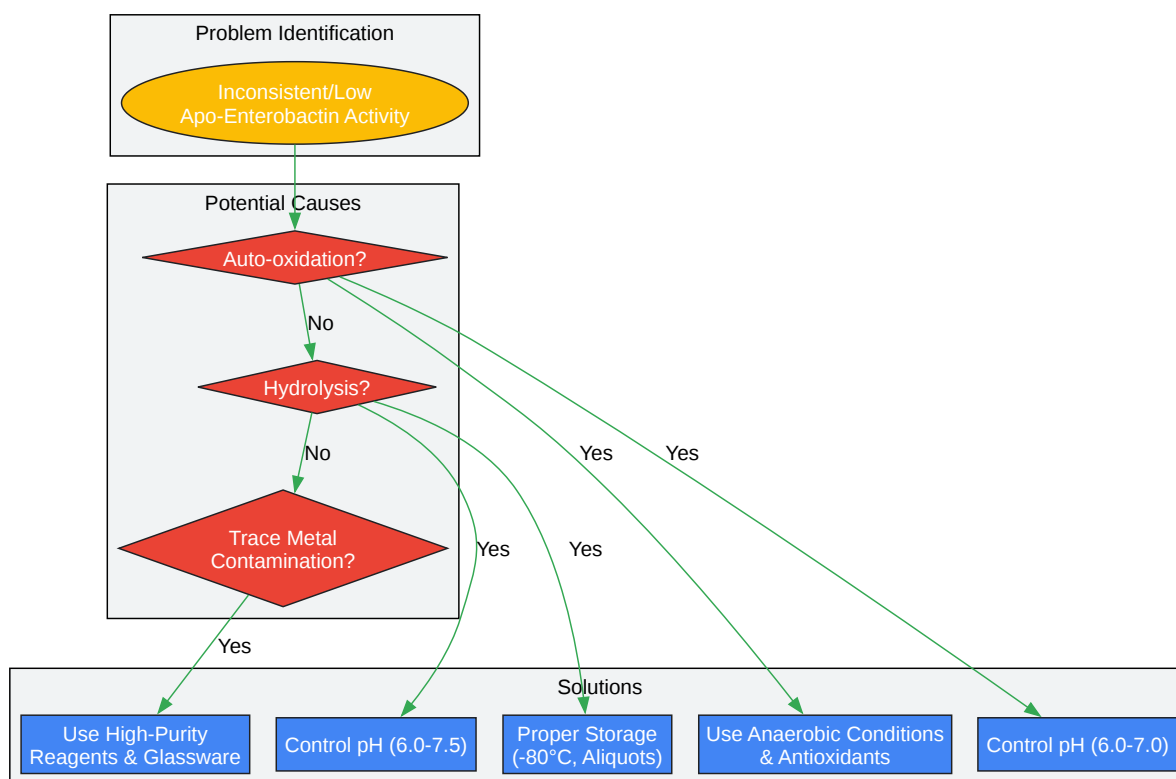 Problem Identification
Inconsistent/Low
Apo-Enterobactin Activity
Potential Causes
Auto-oxidation?
No
Hydrolysis?
No
Yes
Yes
Trace Metal
Contamination?
Yes
Yes
Yes
Solutions
Use High-Purity
Reagents & Glassware
Control pH (6.0-7.5)
Proper Storage
(-80°C, Aliquots)
Use Anaerobic Conditions
& Antioxidants
Control pH (6.0-7.0)